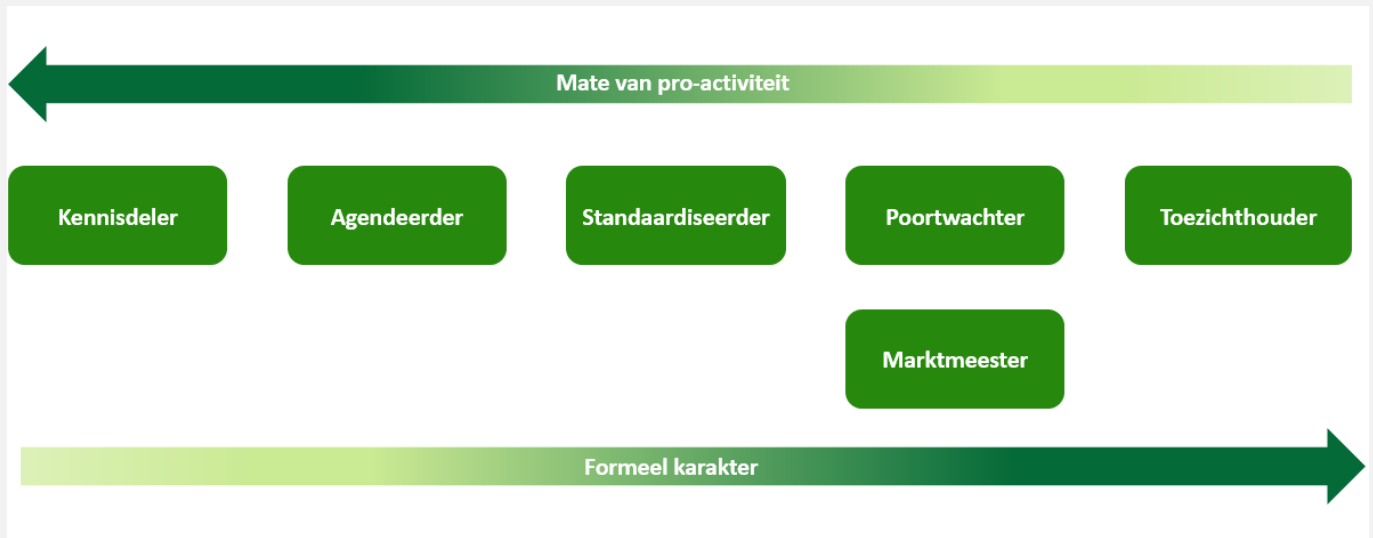 Mate van pro-activiteit
Kennisdeler
Agendeerder
Standaardiseerder
Poortwachter
Toezichthouder
Marktmeester
Formeel karakter